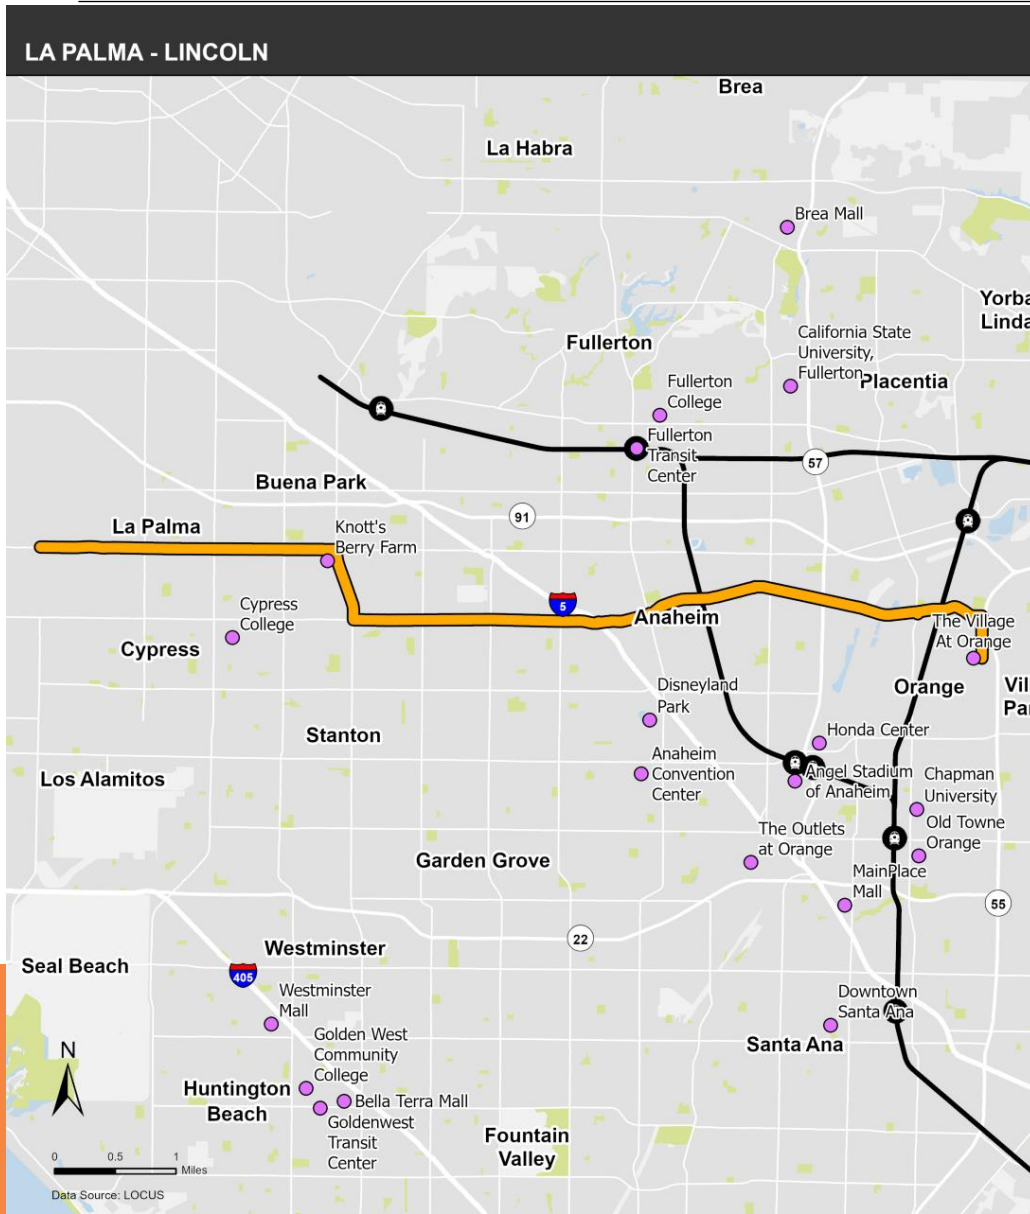 LA PALMA - LINCOLN
Brea
La Habra
Brea Mall
Yorba
Linda
California State
University,
Fullerton
Fullerton
Placentia
Fullerton
College
Fullerton
Transit
Center
57
Buena Park
91
La Palma
Knott's
Berry Farm
5
Cypress
College
Anaheim
The Village
At Orange
Cypress
Orange
Vil
Par
Disneyland
Park
Stanton
Honda Center
Los Alamitos
Anaheim
Convention
Center
Angel Stadium
of Anaheim
Chapman
University
Old Towne
Orange
The Outlets
at Orange
Garden Grove
MainPlace
Mall
55
22
Westminster
Seal Beach
405
Westminster
Mall
Downtown
Santa Ana
Golden West
Community
College
Santa Ana
N
Huntington
Beach
Bella Terra Mall
Goldenwest
Transit
Center
Fountain
Valley
0 0.5 1
Miles
Data Source: LOCUS